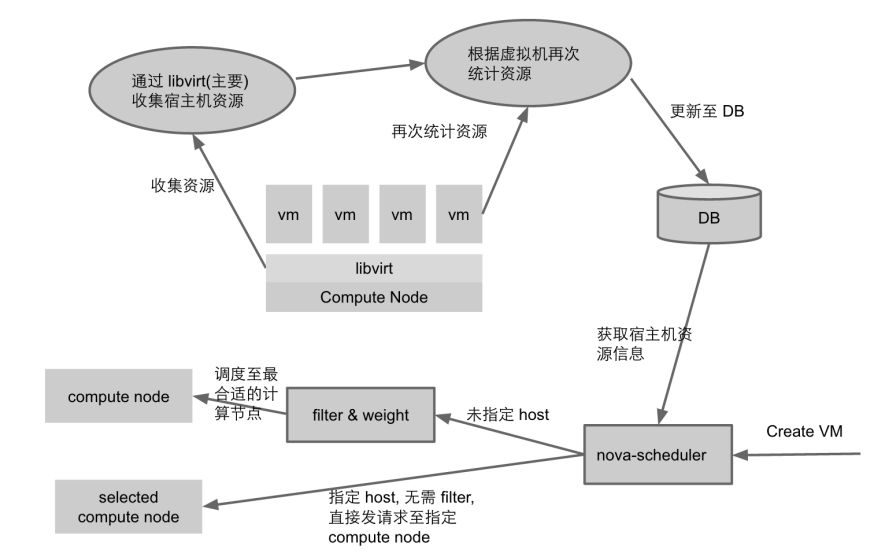 通过 libvirt(主要)
收集宿主机资源
根据虚拟机再次
统计资源
更新至 DB
再次统计资源
收集资源
vm
vm
vm
vm
DB
libvirt
Compute Node
获取宿主机资
源信息
调度至最
合适的计
算节点
compute node
filter & weight
未指定 host
Create VM
nova-scheduler
selected
compute node
指定 host, 无需 filter,
直接发请求至指定
compute node